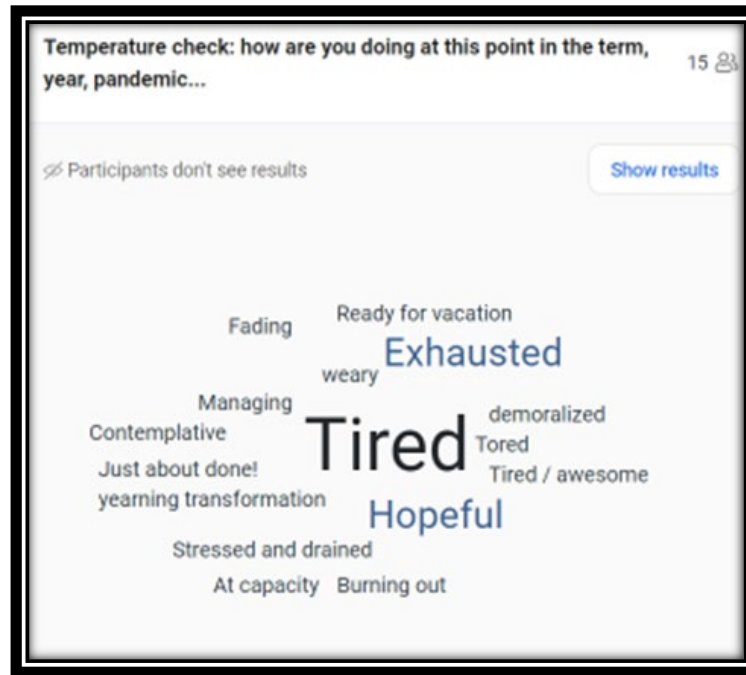 Temperature check: how are you doing at this point in the term,
year, pandemic...
15
Participants don't see results
Show results
Ready for vacation
Fading
Exhausted
weary
Managing
demoralized
Contemplative
Tired
Tored
Just about done!
Tired / awesome
yearning transformation
Hopeful
Stressed and drained
At capacity
Burning out